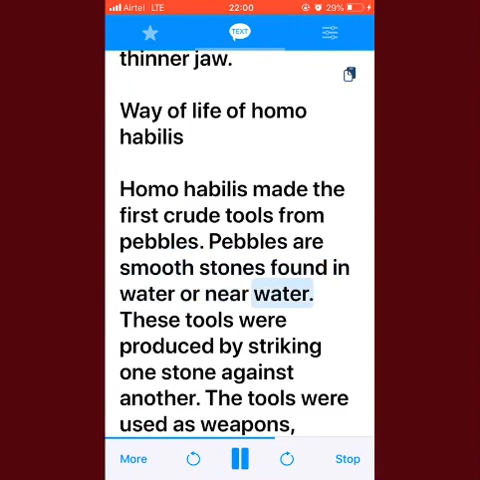 Airtel LTE 22:00 29%
TEXT
thinner jaw.
Way of life of homo
habilis
Homo habilis made the
first crude tools from
pebbles. Pebbles are
smooth stones found in
water or near water.
These tools were
produced by striking
one stone against
another. The tools were
used as weapons,
More Stop